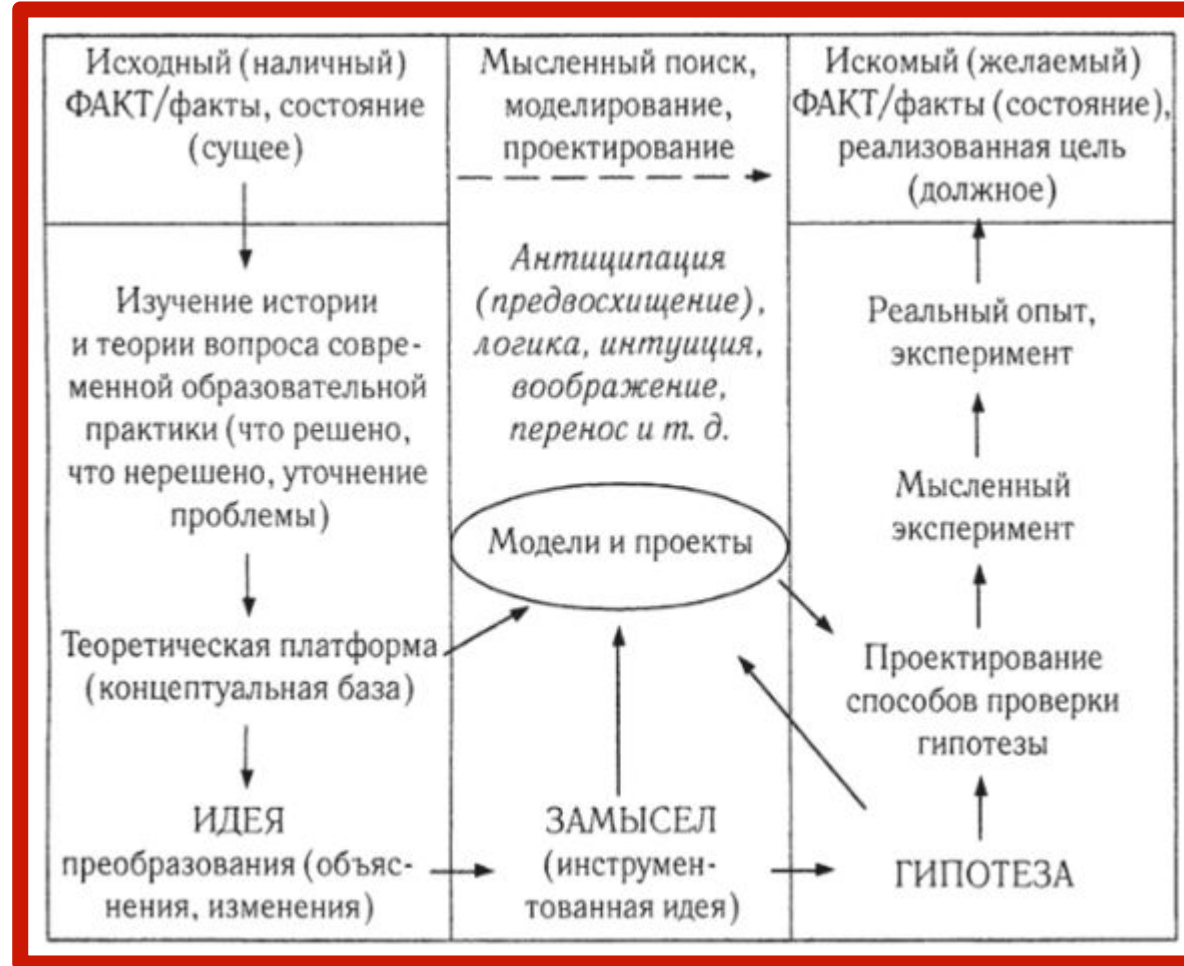 Исходный (наличный)
ФАКТ/факты, состояние
(сущее)
Мысленный поиск,
моделирование,
проектирование
Искомый (желаемый)
ФАКТ/факты (состояние),
реализованная цель
(должное)
Изучение истории
и теории вопроса совре-
менной образовательной
практики (что решено,
что нерешено, уточнение
проблемы)
Теоретическая платформа
(концептуальная база)
ИДЕЯ
преобразования (объяс-
нения, изменения)
Антиципация
(предвосхищение),
логика, интуиция,
воображение,
перенос и т. д.
Модели и проекты
ЗАМЫСЕЛ
(инструмен-
тованная идея)
Реальный опыт,
эксперимент
Мысленный
эксперимент
Проектирование
способов проверки
гипотезы
ГИПОТЕЗА